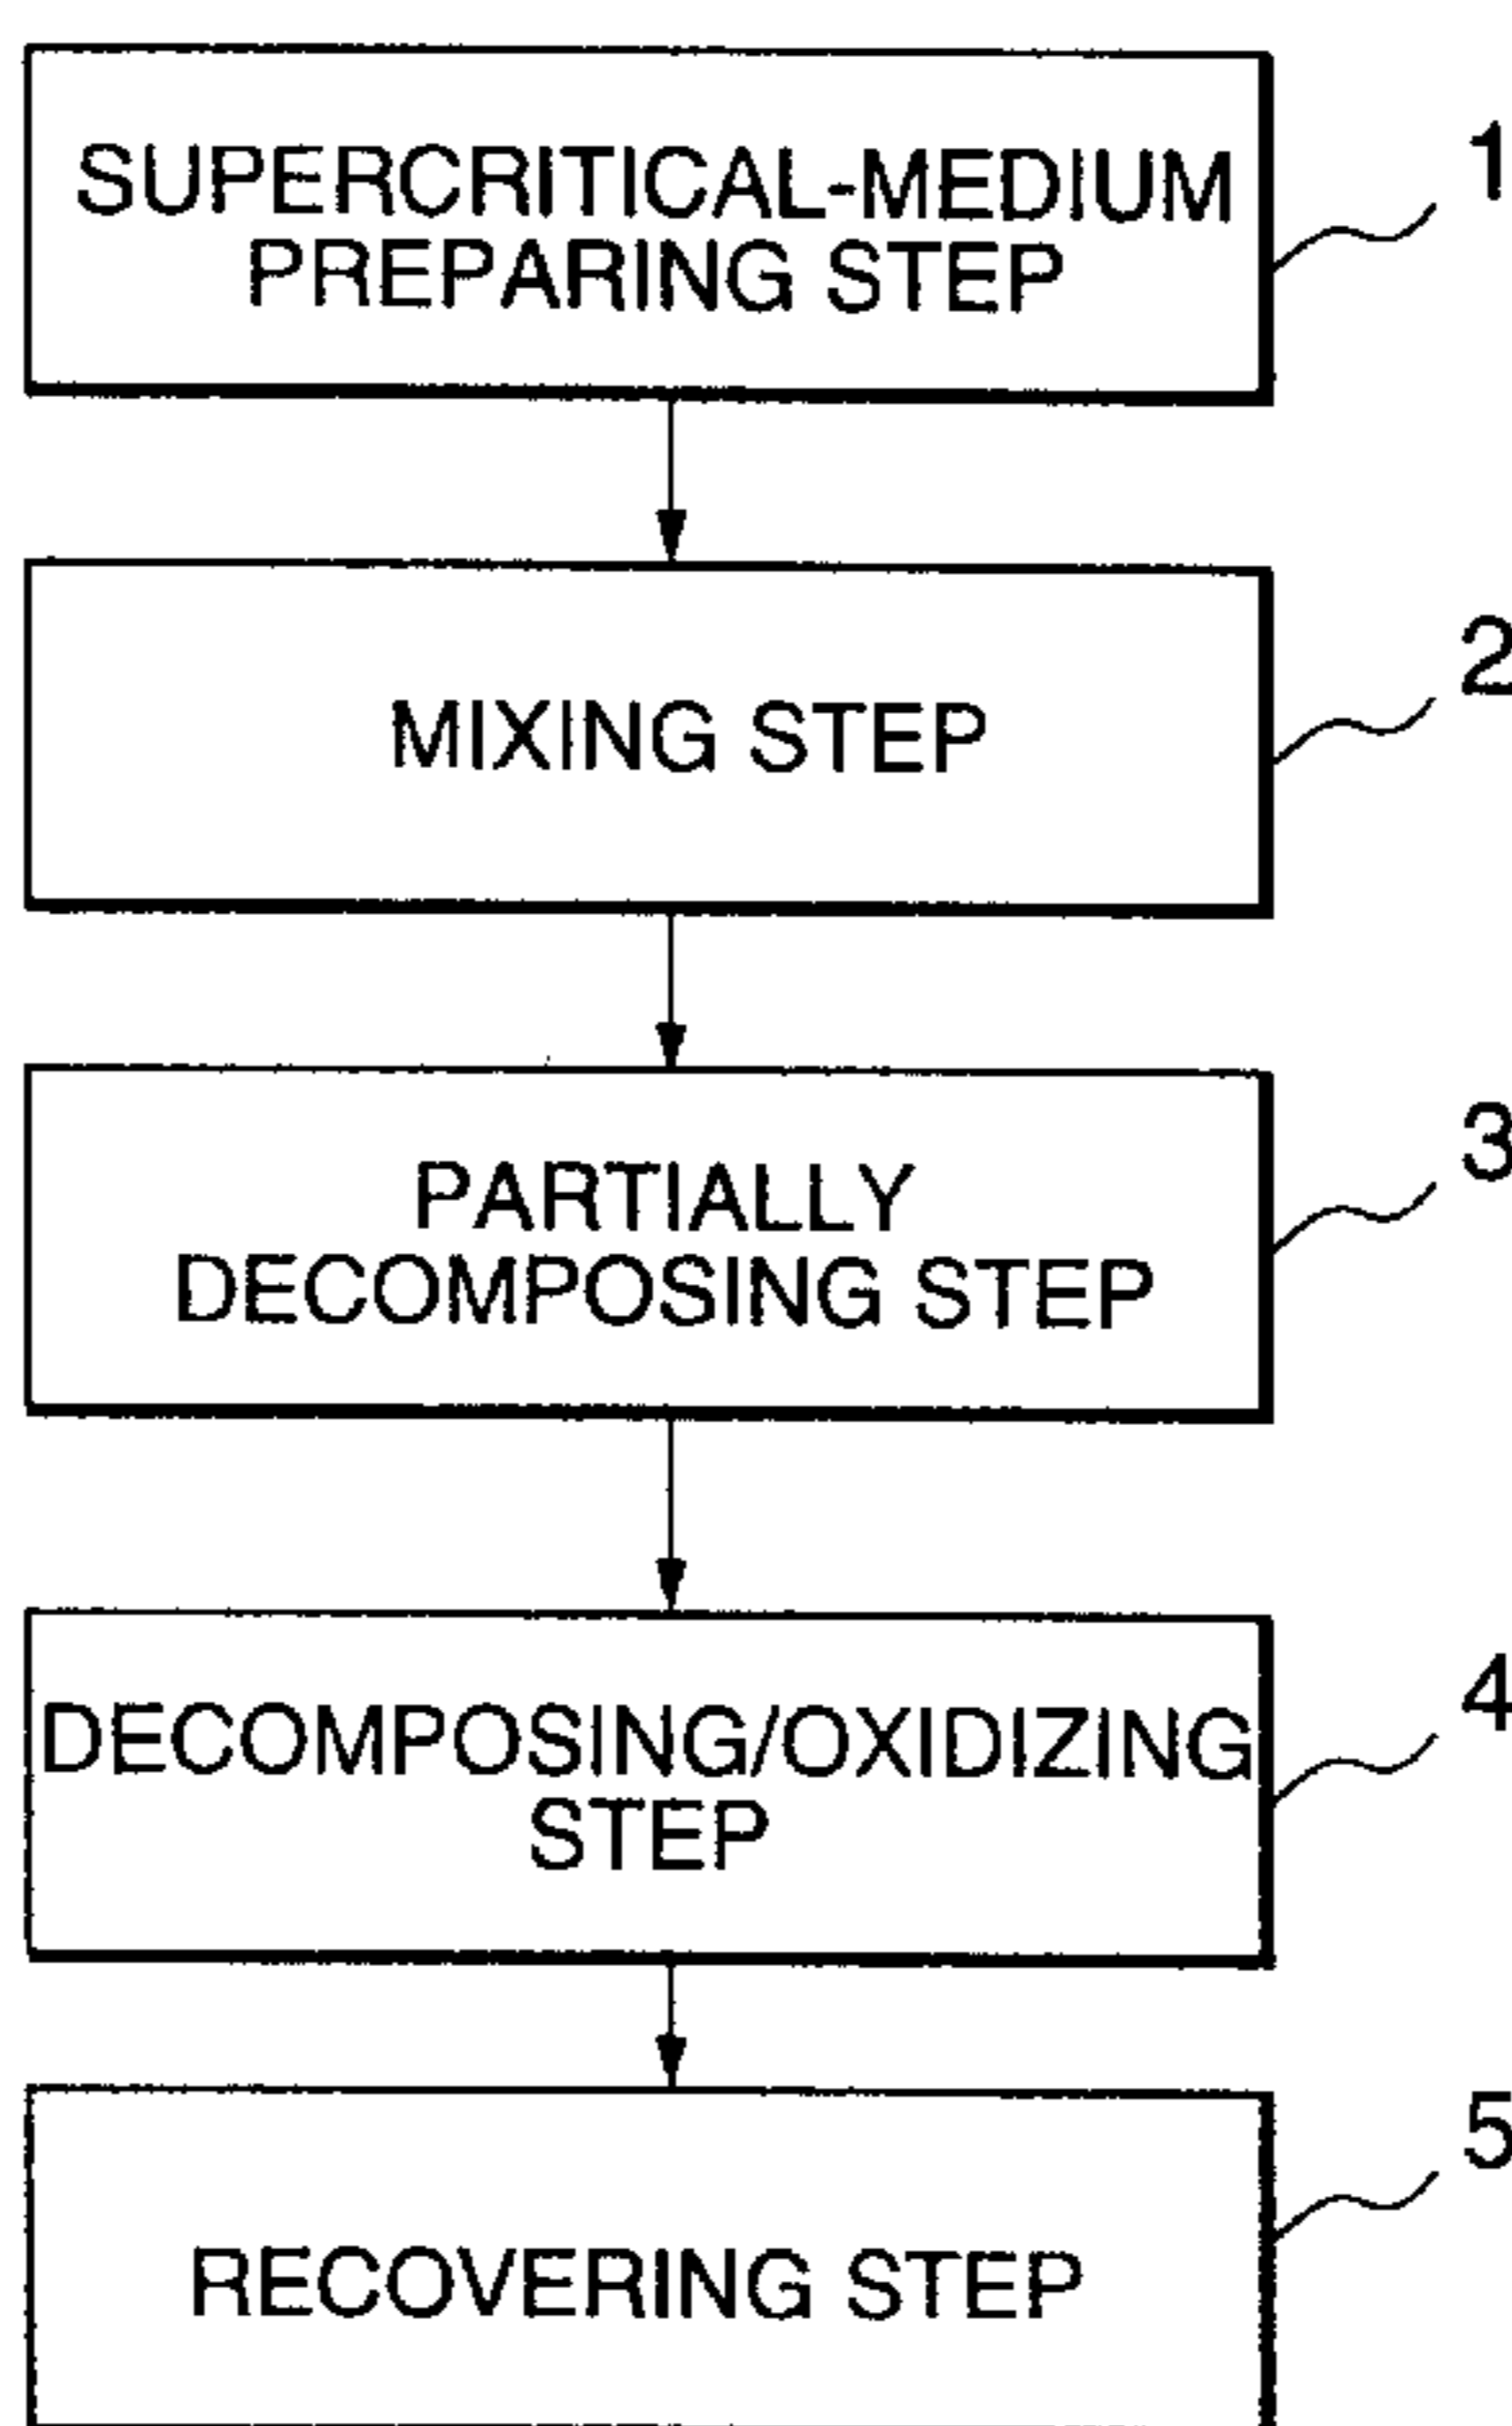 SUPERCRITICAL-MEDIUM
PREPARING STEP
1
MIXING STEP
2
PARTIALLY
DECOMPOSING STEP
3
DECOMPOSING/OXIDIZING
STEP
4
RECOVERING STEP
5